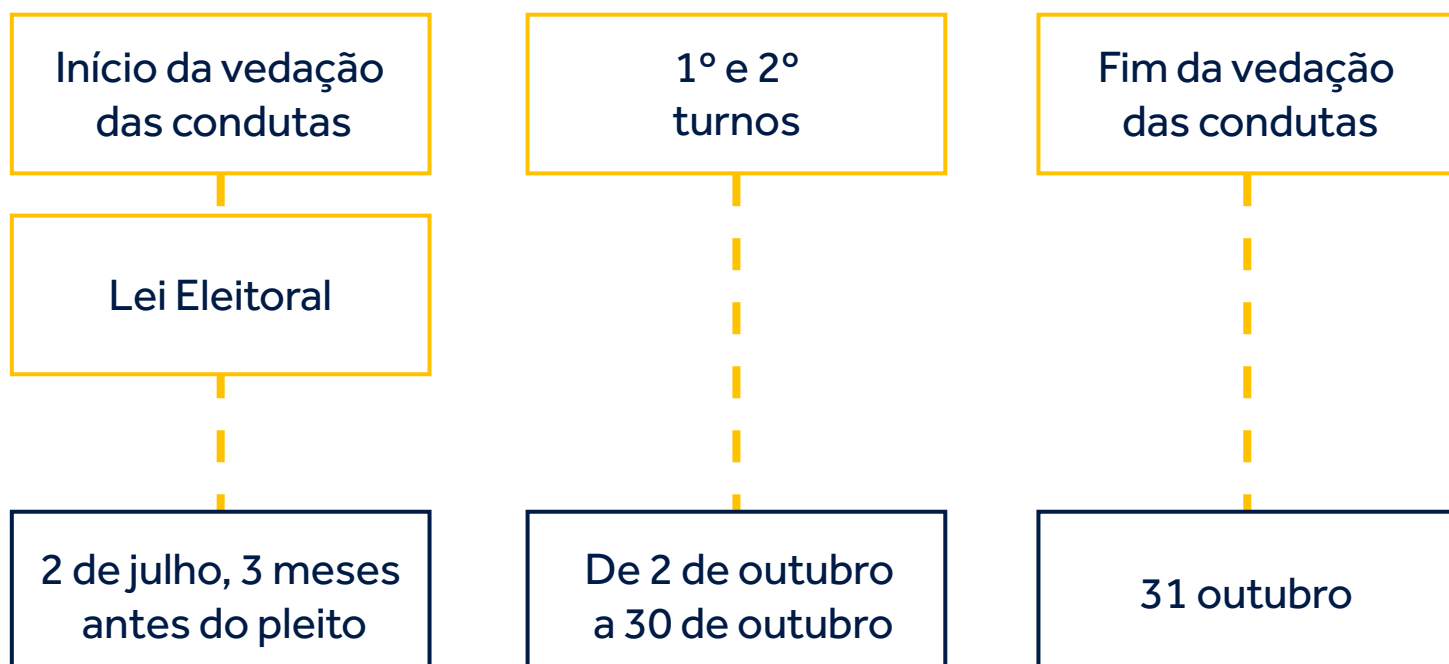 Início da vedação
das condutas
Lei Eleitoral
2 de julho, 3 meses
antes do pleito
1º e 2º
turnos
De 2 de outubro
a 30 de outubro
Fim da vedação
das condutas
31 outubro